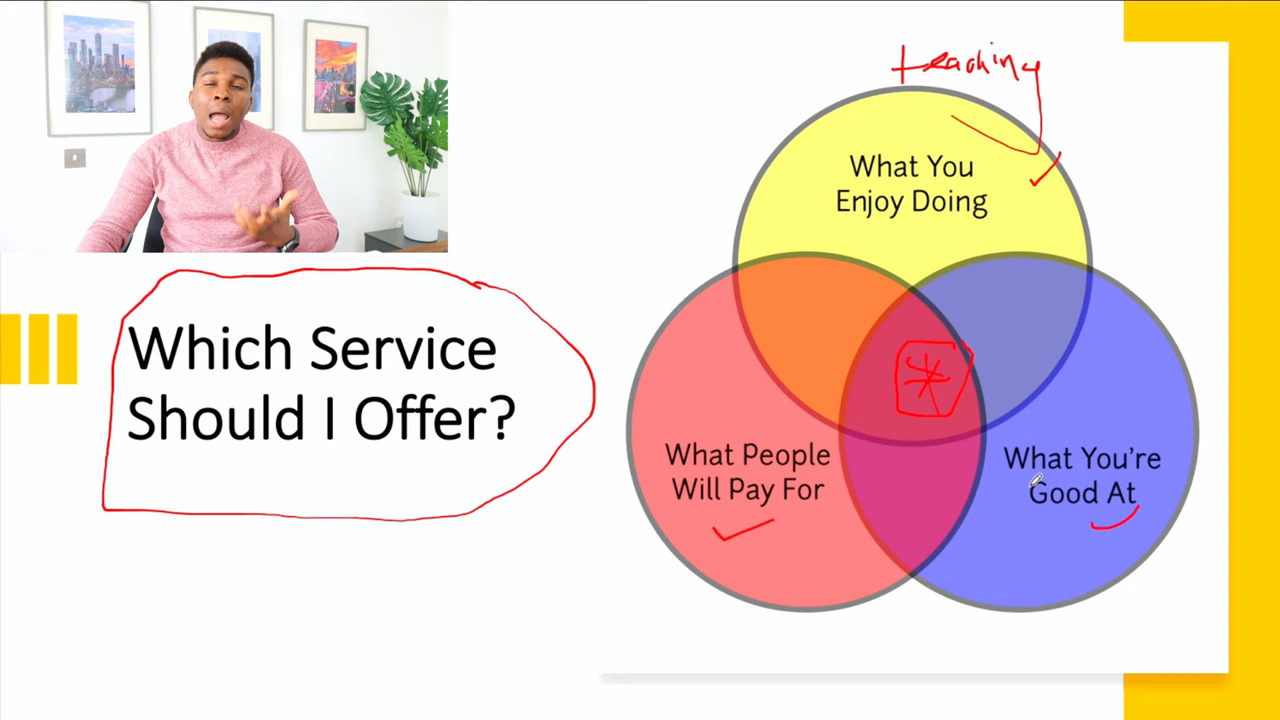 Which Service
Should I Offer?
teaching
What You
Enjoy Doing
What People
Will Pay For
What You're
Good At